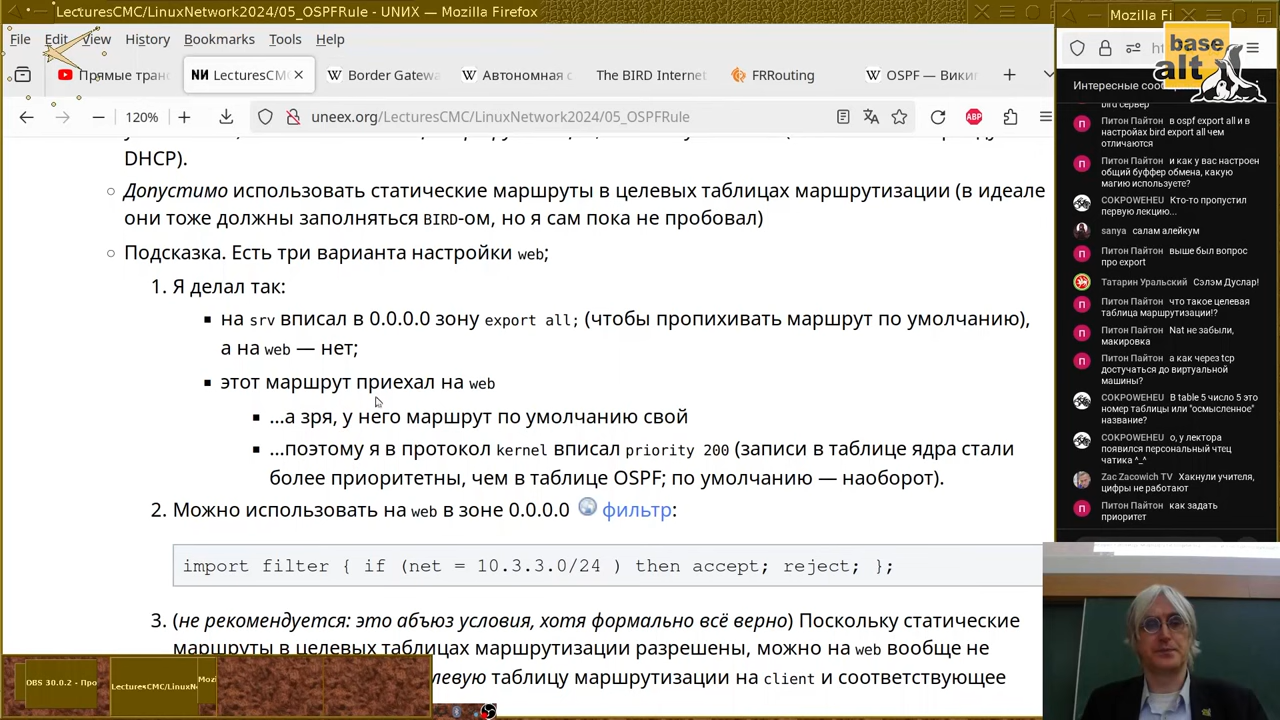 LecturesCMC/LinuxNetwork2024/05_OSPFRule - UNИX — Mozilla Firefox
File Edit View History Bookmarks Tools Help
Прямые тран
LecturesCMC/
Border Gatewa
Автономная с
The BIRD Internet
FRRouting
OSPF — Вики
120%
uneex.org/LecturesCMC/LinuxNetwork2024/05_OSPFRule
ABP
DHCP).
Допустимо использовать статические маршруты в целевых таблицах маршрутизации (в идеале
они тоже должны заполняться BIRD-ом, но я сам пока не пробовал)
Подсказка. Есть три варианта настройки web;
1. Я делал так:
на srv вписал в 0.0.0.0 зону export all; (чтобы пропихивать маршрут по умолчанию),
а на web — нет;
этот маршрут приехал на web
…а зря, у него маршрут по умолчанию свой
…поэтому я в протокол kernel вписал priority 200 (записи в таблице ядра стали
более приоритетны, чем в таблице OSPF; по умолчанию — наоборот).
2. Можно использовать на web в зоне 0.0.0.0 фильтр:
import filter { if (net = 10.3.3.0/24 ) then accept; reject; };
3. (не рекомендуется: это абъюз условия, хотя формально всё верно) Поскольку статические
маршруты в целевых таблицах маршрутизации разрешены, можно на web вообще не
левую таблицу маршрутизации на client и соответствующее
OBS 30.0.2 - Про
LecturesCMC/LinuxN
Moz
Mozilla Fi
base
alt
Интересные сооб
bird сервер
Питон Пайтон в ospf export all и в
настройках bird export all чем
отличаются
Питон Пайтон и как у вас настроен
общий буффер обмена, какую
магию используете?
COKPOWEHEU Кто-то пропустил
первую лекцию...
sanya салам алейкум
Питон Пайтон выше был вопрос
про export
Татарин Уральский Сэлэм Дуслар!
Питон Пайтон что такое целевая
таблица маршрутизации!?
Питон Пайтон Nat не забыли,
макировка
Питон Пайтон а как через tcp
достучаться до виртуальной
машины?
COKPOWEHEU В table 5 число 5 это
номер таблицы или "осмысленное"
название?
COKPOWEHEU о, у лектора
появился персональный чтец
чатика ^_^
Zac Zacowich TV Хакнули учителя,
цифры не работают
Питон Пайтон как задать
приоритет